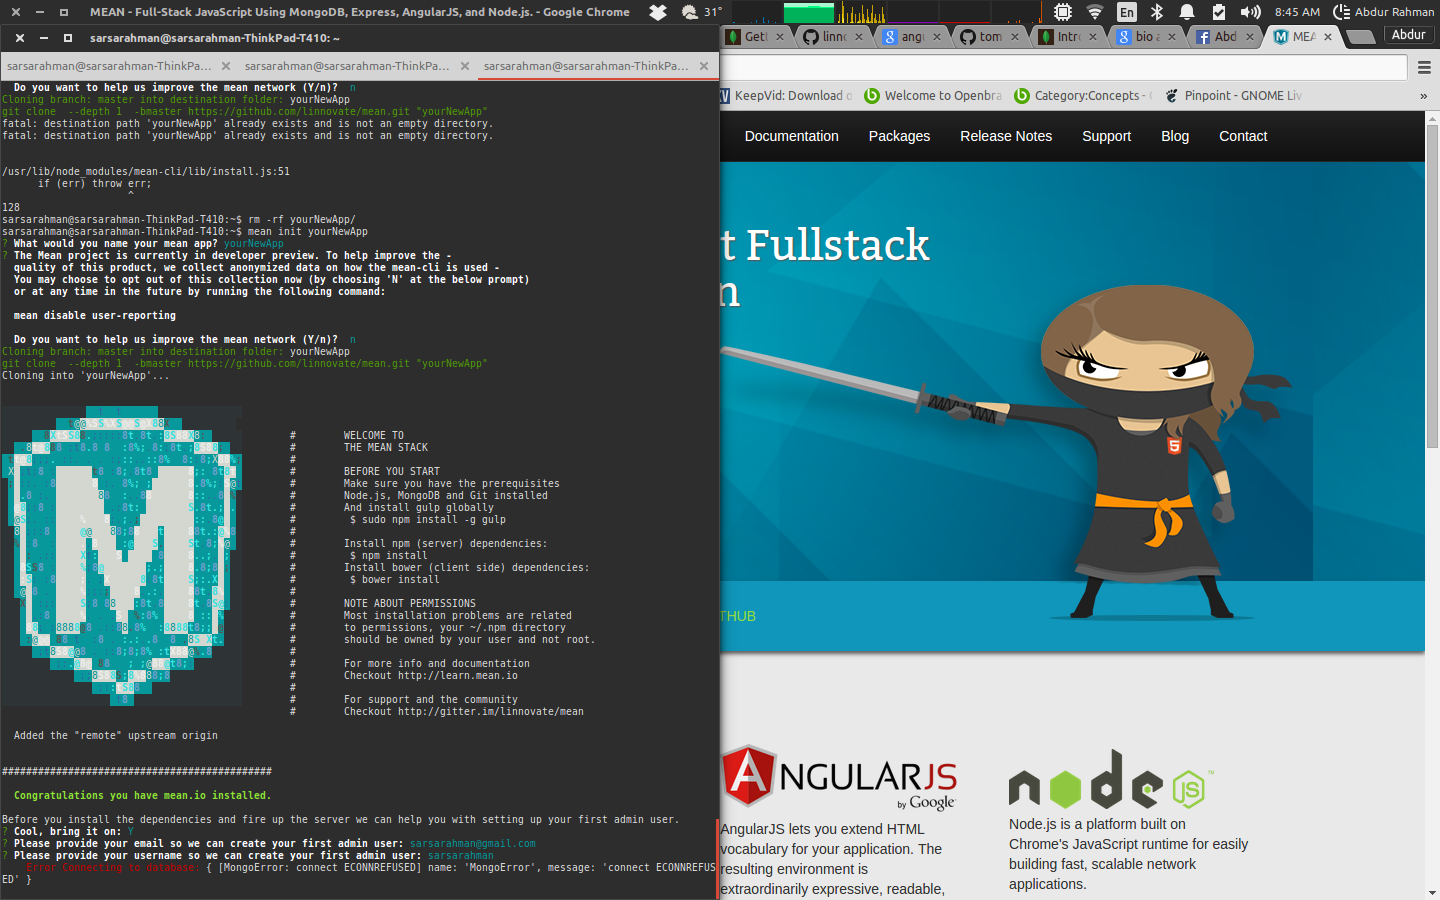 MEAN - Full-Stack JavaScript Using MongoDB, Express, AngularJS, and Node.js. - Google Chrome
31°
En
8:45 AM
Abdur Rahman
sarsarahman@sarsarahman-ThinkPad-T410: ~
Get
linno
ang
tom
Intro
bio a
Abd
MEA
Abdur
sarsarahman@sarsarahman-ThinkPa...
sarsarahman@sarsarahman-ThinkPa...
sarsarahman@sarsarahman-ThinkPad...
KeepVid: Download o
Welcome to Openbra
Category:Concepts -
Pinpoint - GNOME Liv
»
Documentation
Packages
Release Notes
Support
Blog
Contact
Do you want to help us improve the mean network (Y/n)? n
Cloning branch: master into destination folder: yourNewApp
git clone --depth 1 -bmaster https://github.com/linnovate/mean.git "yourNewApp"
fatal: destination path 'yourNewApp' already exists and is not an empty directory.
fatal: destination path 'yourNewApp' already exists and is not an empty directory.
/usr/lib/node_modules/mean-cli/lib/install.js:51
if (err) throw err;
^
128
sarsarahman@sarsarahman-ThinkPad-T410:~$ rm -rf yourNewApp/
sarsarahman@sarsarahman-ThinkPad-T410:~$ mean init yourNewApp
? What would you name your mean app? yourNewApp
? The Mean project is currently in developer preview. To help improve the -
quality of this product, we collect anonymized data on how the mean-cli is used -
You may choose to opt out of this collection now (by choosing 'N' at the below prompt)
or at any time in the future by running the following command:
mean disable user-reporting
Do you want to help us improve the mean network (Y/n)? n
Cloning branch: master into destination folder: yourNewApp
git clone --depth 1 -bmaster https://github.com/linnovate/mean.git "yourNewApp"
Cloning into 'yourNewApp'...
# WELCOME TO
# THE MEAN STACK
#
# BEFORE YOU START
# Make sure you have the prerequisites
# Node.js, MongoDB and Git installed
# And install gulp globally
# $ sudo npm install -g gulp
#
# Install npm (server) dependencies:
# $ npm install
# Install bower (client side) dependencies:
# $ bower install
#
# NOTE ABOUT PERMISSIONS
# Most installation problems are related
# to permissions, your ~/.npm directory
# should be owned by your user and not root.
#
# For more info and documentation
# Checkout http://learn.mean.io
#
# For support and the community
# Checkout http://gitter.im/linnovate/mean
Added the "remote" upstream origin
#############################################
Congratulations you have mean.io installed.
Before you install the dependencies and fire up the server we can help you with setting up your first admin user.
? Cool, bring it on: Y
? Please provide your email so we can create your first admin user: sarsarahman@gmail.com
? Please provide your username so we can create your first admin user: sarsarahman
Error Connecting to database: { [MongoError: connect ECONNREFUSED] name: 'MongoError', message: 'connect ECONNREFUS
ED' }
t Fullstack
n
5
THUB
ANGULARJS
by Google
AngularJS lets you extend HTML
vocabulary for your application. The
resulting environment is
extraordinarily expressive, readable,
node
JS
™
Node.js is a platform built on
Chrome's JavaScript runtime for easily
building fast, scalable network
applications.